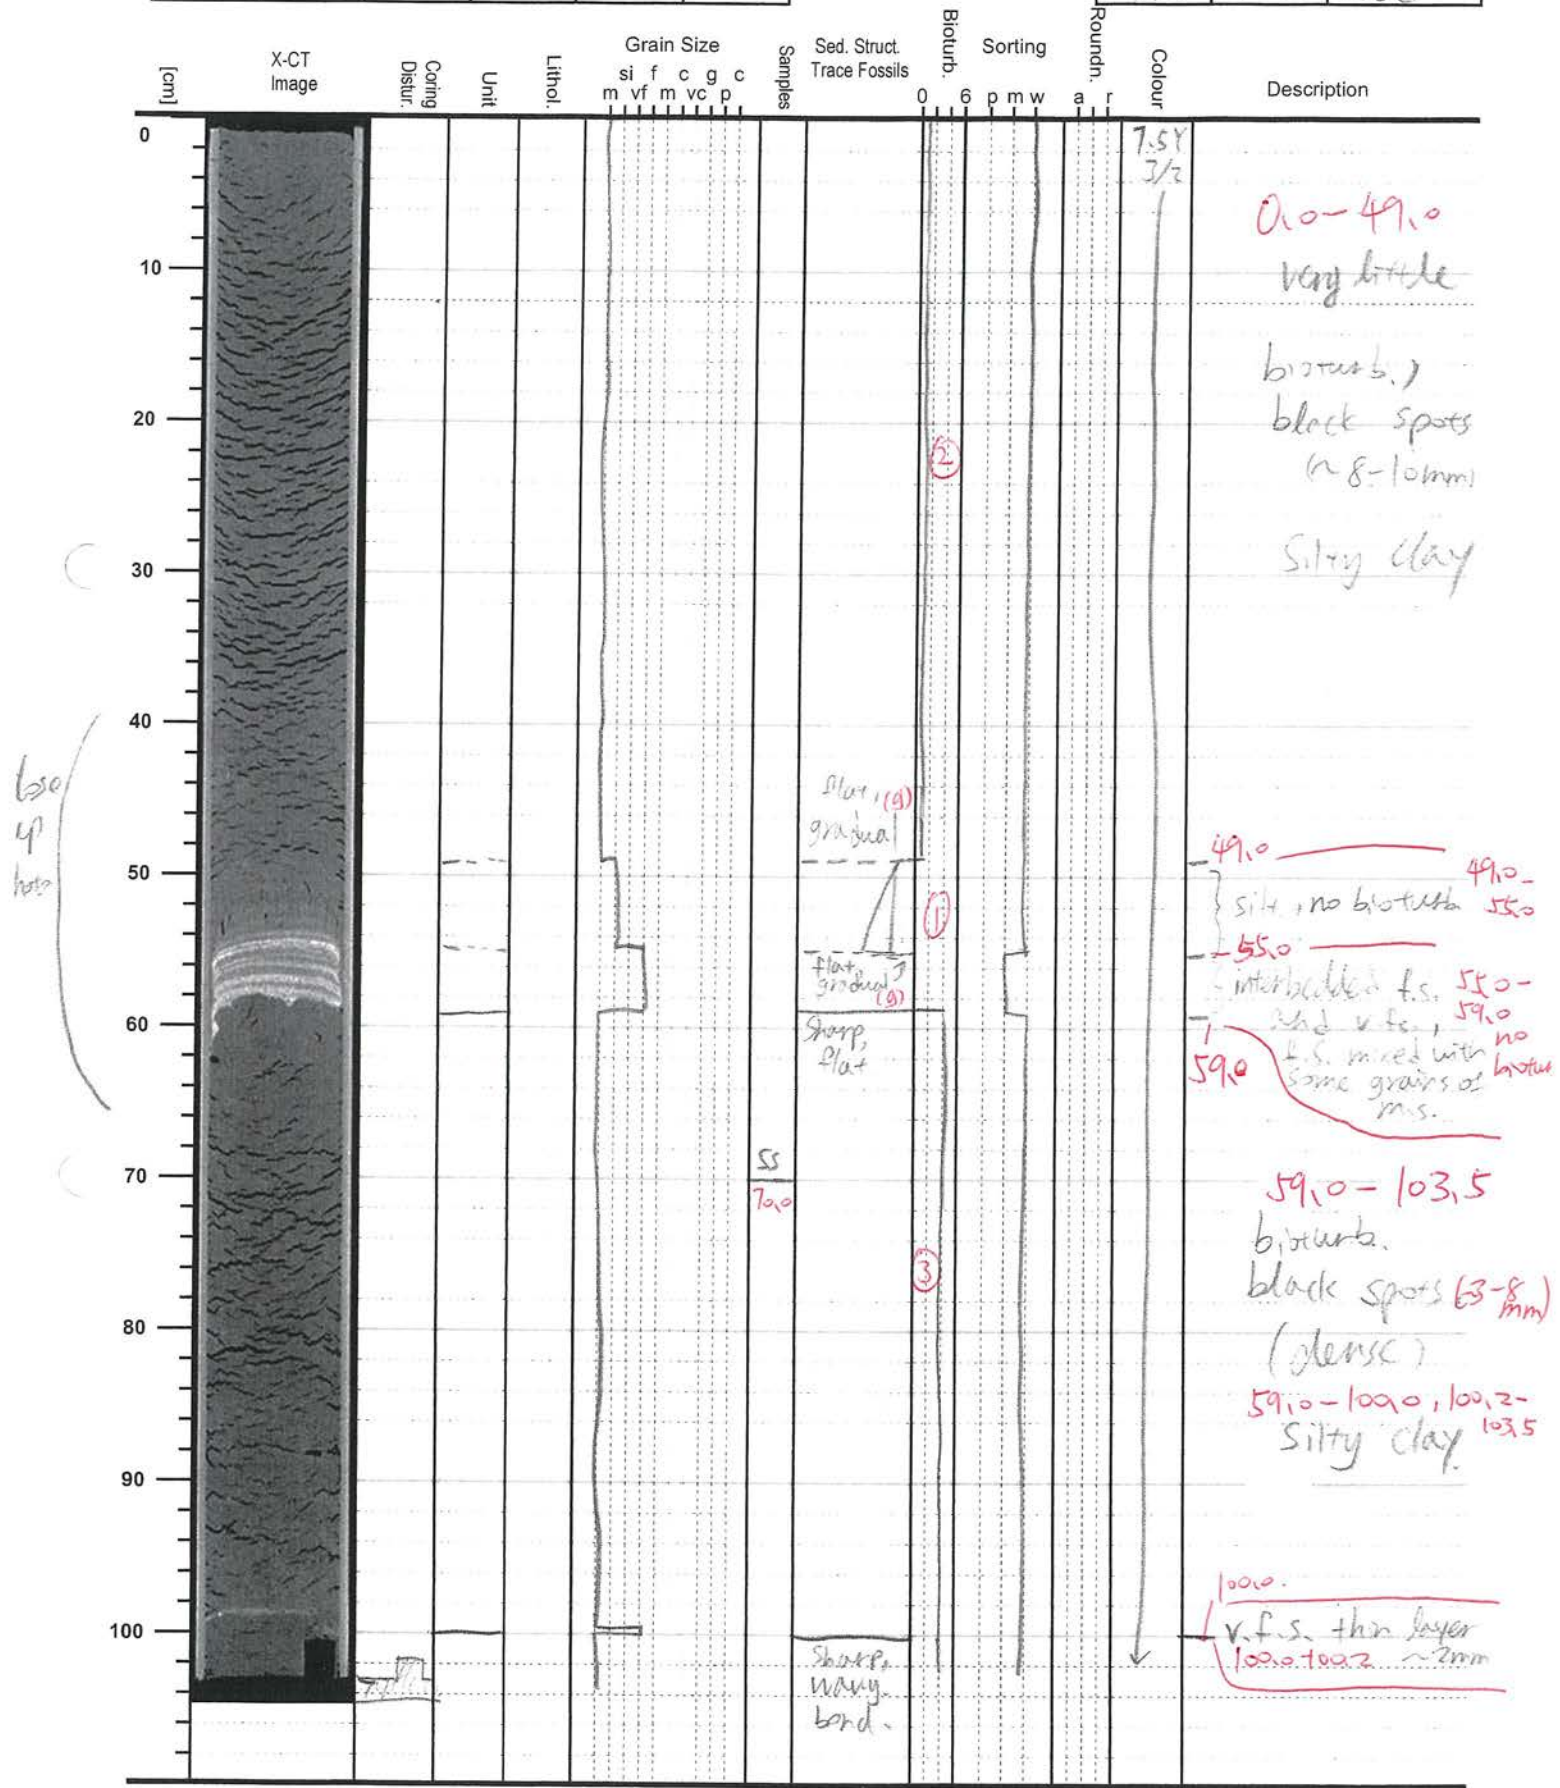 [cm]
X-CT
Image
Coring
Distur.
Unit
Lithol.
Grain Size
si f c g c
m vf m vc p
Samples
Sed. Struct.
Trace Fossils
Bioturb.
0 6
Sorting
p m w
Roundn.
a r
Colour
Description
0
10
20
30
40
50
60
70
80
90
100
up
7.5Y
3/2
0.0-49.0
very little
bioturb.,
black spots
(~8-10mm)
Silty clay
②
flat, (g)
gradual
49.0
49.0-
55.0
silt, no bioturb
①
55.0
flat,
gradual
(g)
interbedded f.s.
55.0-
59.0
no
f.s. mixed with
some grains of
m.s.
59.0
Sharp,
flat
SS
70.0
③
59.0-103.5
bioturb.
black spots (3-8
mm)
(dense)
59.0-100.0, 100.2-
103.5
Silty clay
100.0
v.f.s. thin layer
100.0-100.2 ~2mm
Sharp,
wavy